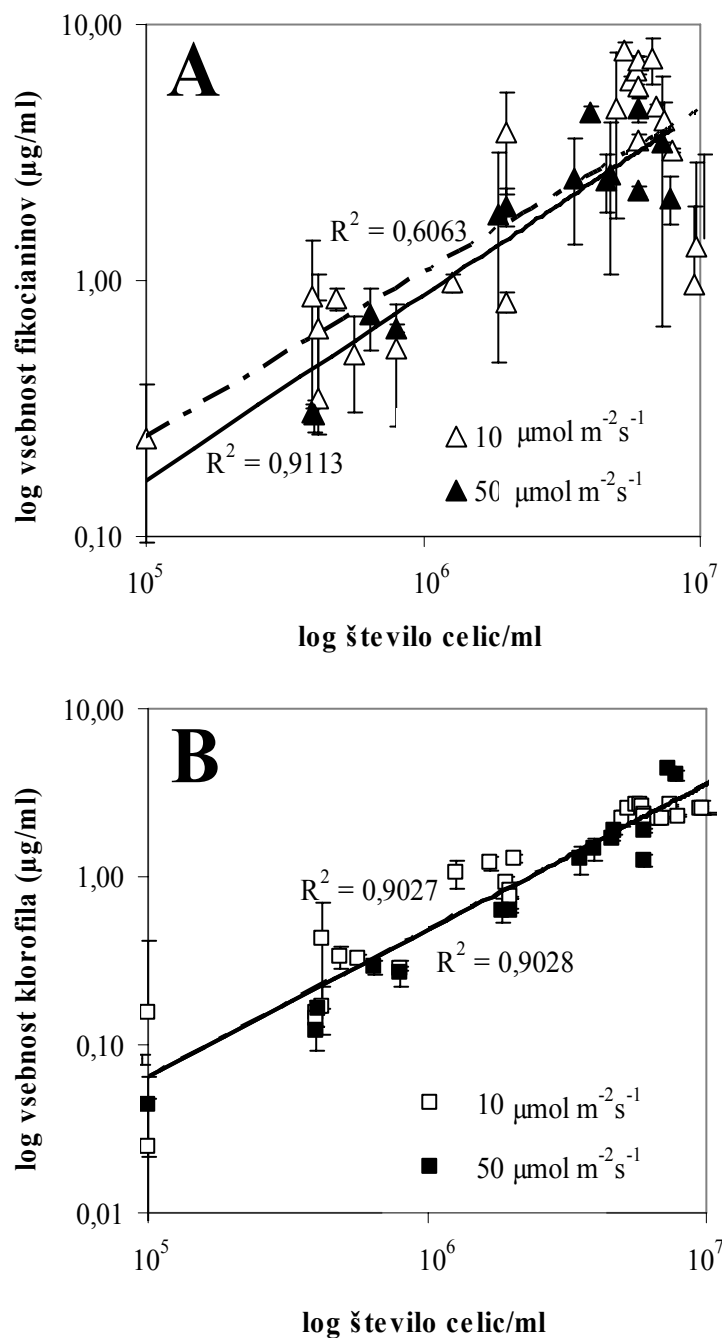 A
10,00
1,00
0,10
log vsebnost fikocianinov (µg/ml)
R² = 0,6063
R² = 0,9113
10 µmol m⁻²s⁻¹
50 µmol m⁻²s⁻¹
10⁵ 10⁶ 10⁷
log število celic/ml
B
10,00
1,00
0,10
0,01
log vsebnost klorofila (µg/ml)
R² = 0,9027
R² = 0,9028
10 µmol m⁻²s⁻¹
50 µmol m⁻²s⁻¹
10⁵ 10⁶ 10⁷
log število celic/ml